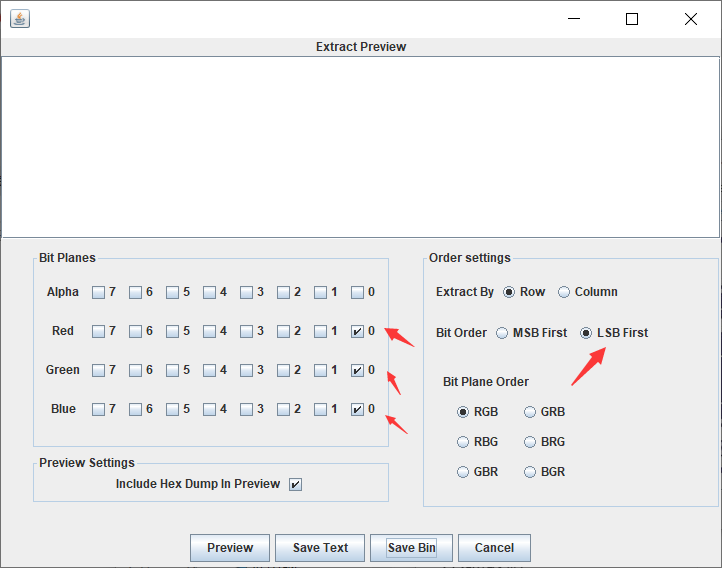 Extract Preview
Bit Planes
Alpha 7 6 5 4 3 2 1 0
Red 7 6 5 4 3 2 1 0
Green 7 6 5 4 3 2 1 0
Blue 7 6 5 4 3 2 1 0
Preview Settings
Include Hex Dump In Preview
Order settings
Extract By Row Column
Bit Order MSB First LSB First
Bit Plane Order
RGB GRB
RBG BRG
GBR BGR
Preview Save Text Save Bin Cancel